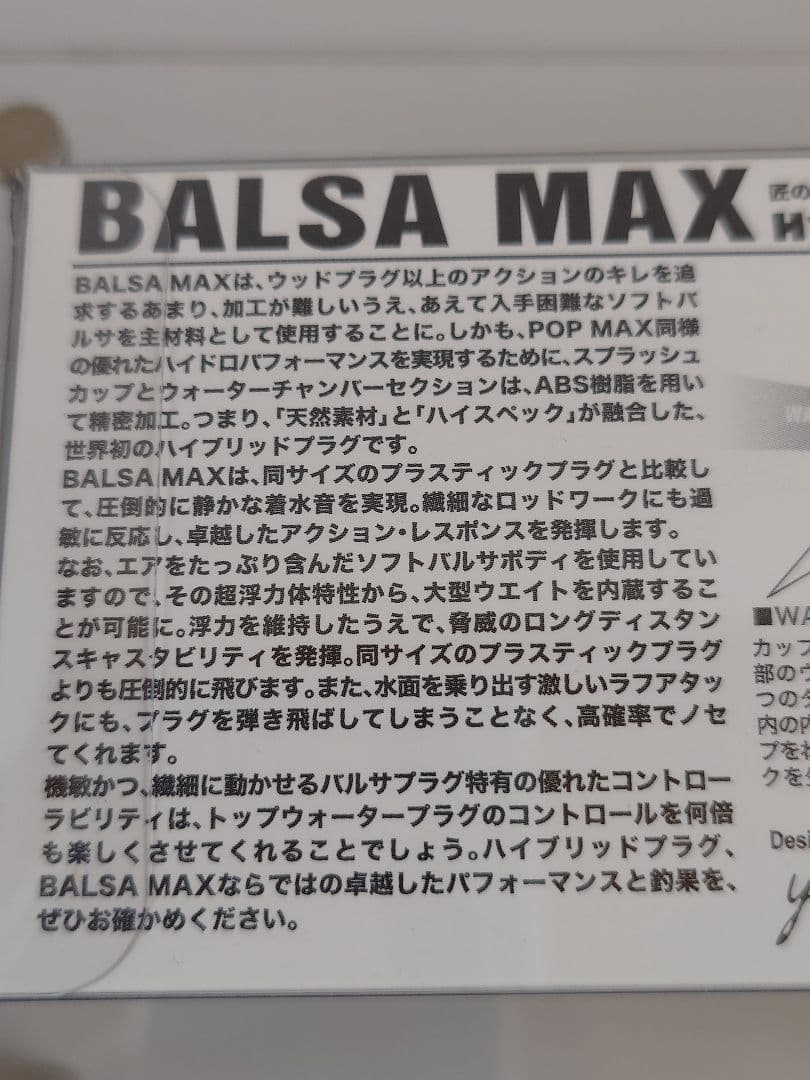 BALSA MAX
匠の
BALSA MAXは、ウッドプラグ以上のアクションのキレを追
求するあまり、加工が難しいうえ、あえて入手困難なソフトバ
ルサを主材料として使用することに。しかも、POP MAX同様
の優れたハイドロパフォーマンスを実現するために、スプラッシュ
カップとウォーターチャンバーセクションは、ABS樹脂を用い
て精密加工。つまり、「天然素材」と「ハイスペック」が融合した、
世界初のハイブリッドプラグです。
BALSA MAXは、同サイズのプラスティックプラグと比較し
て、圧倒的に静かな着水音を実現。繊細なロッドワークにも過
敏に反応し、卓越したアクション・レスポンスを発揮します。
なお、エアをたっぷり含んだソフトバルサボディを使用してい
ますので、その超浮力体特性から、大型ウエイトを内蔵するこ
とが可能に。浮力を維持したうえで、脅威のロングディスタン
スキャスタビリティを発揮。同サイズのプラスティックプラグ
よりも圧倒的に飛びます。また、水面を乗り出す激しいラフアタッ
クにも、プラグを弾き飛ばしてしまうことなく、高確率でノセ
てくれます。
機敏かつ、繊細に動かせるバルサプラグ特有の優れたコントロー
ラビリティは、トップウォータープラグのコントロールを何倍
も楽しくさせてくれることでしょう。ハイブリッドプラグ、
BALSA MAXならではの卓越したパフォーマンスと釣果を、
ぜひお確かめください。
WA
■WA
カップ
部のウ
つのタ
内の内
プを
クを
Desi